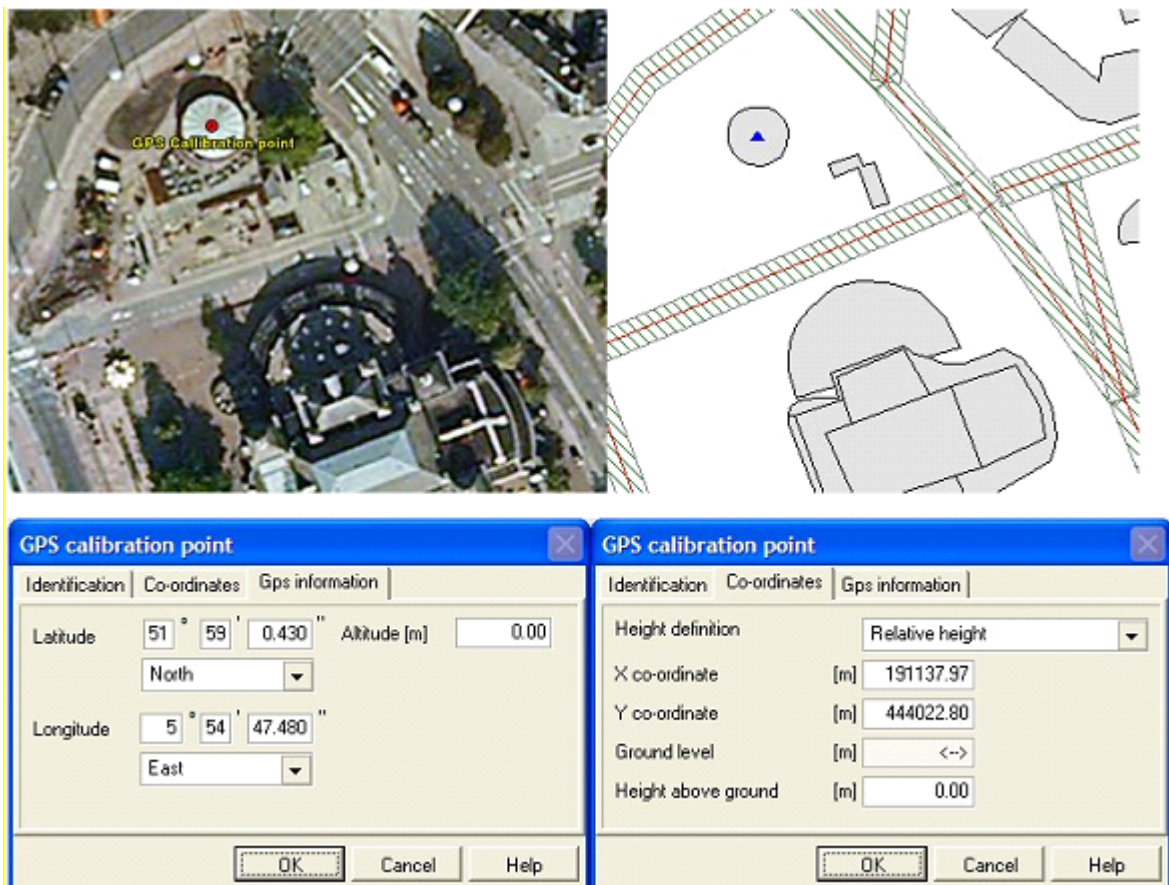 GPS Callibration point
GPS calibration point
Identification Co-ordinates Gps information
Latitude 51 ° 59 ' 0.430 " Altitude [m] 0.00
North
Longitude 5 ° 54 ' 47.480 "
East
OK Cancel Help
GPS calibration point
Identification Co-ordinates Gps information
Height definition Relative height
X co-ordinate [m] 191137.97
Y co-ordinate [m] 444022.80
Ground level [m] <-->
Height above ground [m] 0.00
OK Cancel Help